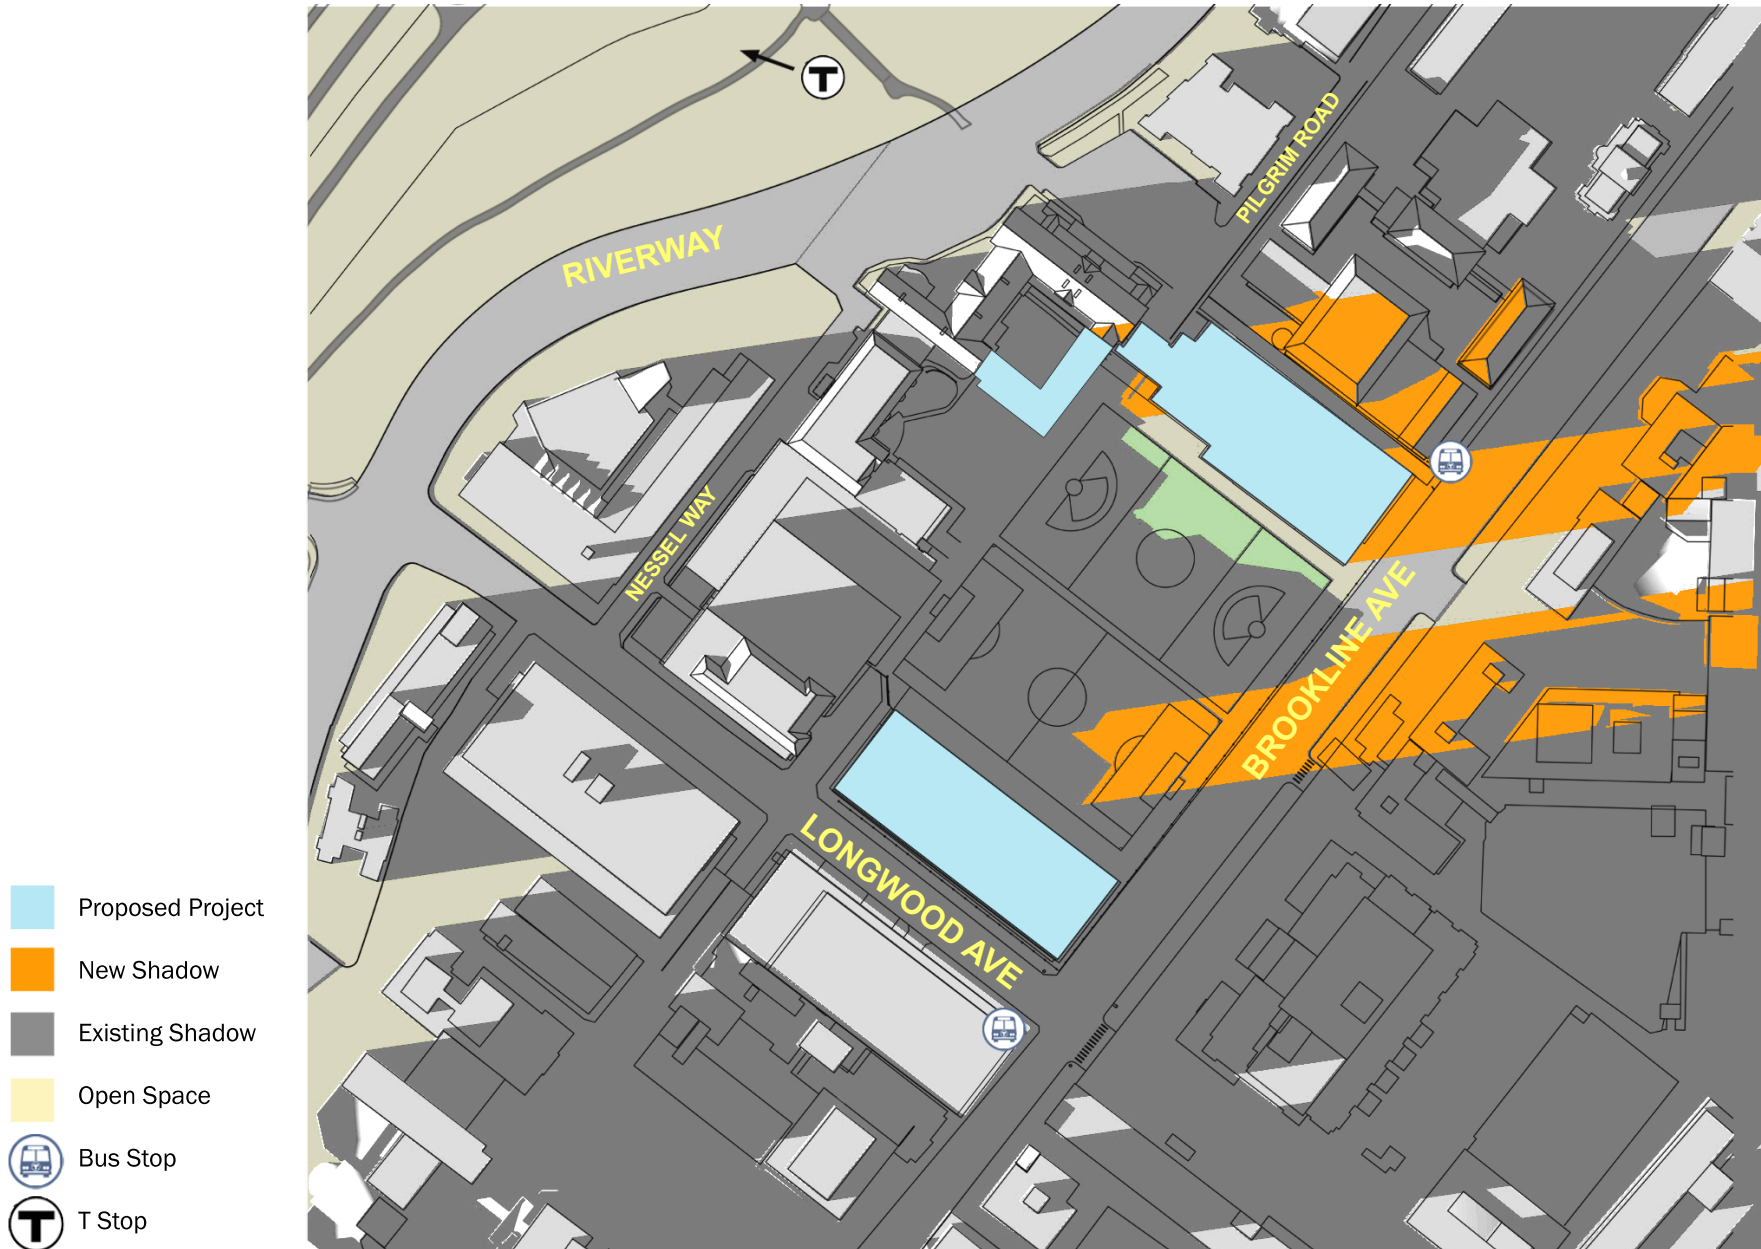 T
PILGRIM ROAD
RIVERWAY
NESSEL WAY
BROOKLINE AVE
LONGWOOD AVE
Proposed Project
New Shadow
Existing Shadow
Open Space
Bus Stop
T T Stop